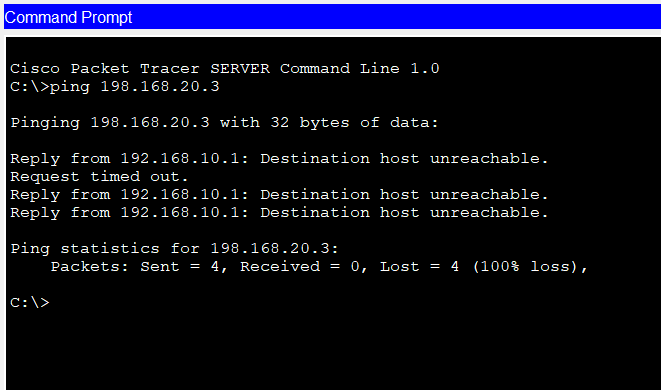 Command Prompt
Cisco Packet Tracer SERVER Command Line 1.0
C:\>ping 198.168.20.3
Pinging 198.168.20.3 with 32 bytes of data:
Reply from 192.168.10.1: Destination host unreachable.
Request timed out.
Reply from 192.168.10.1: Destination host unreachable.
Reply from 192.168.10.1: Destination host unreachable.
Ping statistics for 198.168.20.3:
Packets: Sent = 4, Received = 0, Lost = 4 (100% loss),
C:\>